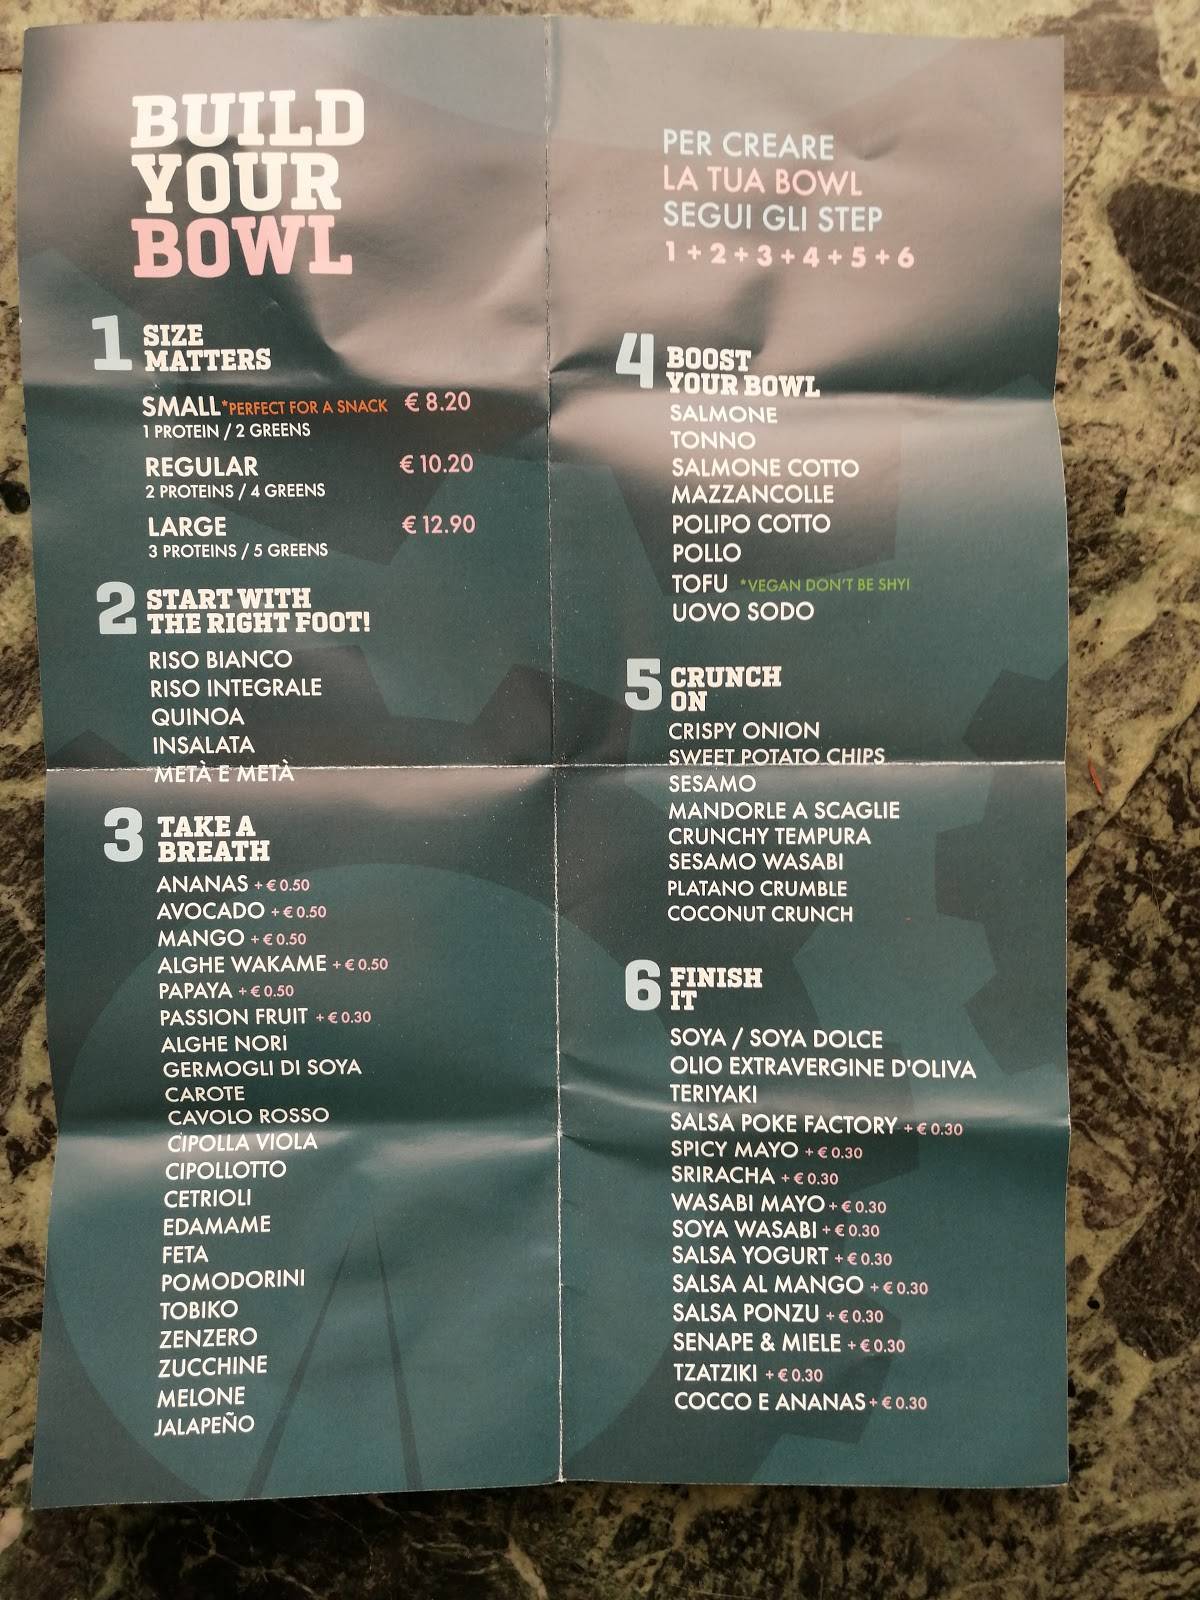 BUILD
YOUR
BOWL
1 SIZE
MATTERS
SMALL *PERFECT FOR A SNACK € 8.20
1 PROTEIN / 2 GREENS
REGULAR € 10.20
2 PROTEINS / 4 GREENS
LARGE € 12.90
3 PROTEINS / 5 GREENS
2 START WITH
THE RIGHT FOOT!
RISO BIANCO
RISO INTEGRALE
QUINOA
INSALATA
METÀ E METÀ
3 TAKE A
BREATH
ANANAS + € 0.50
AVOCADO + € 0.50
MANGO + € 0.50
ALGHE WAKAME + € 0.50
PAPAYA + € 0.50
PASSION FRUIT + € 0.30
ALGHE NORI
GERMOGLI DI SOYA
CAROTE
CAVOLO ROSSO
CIPOLLA VIOLA
CIPOLLOTTO
CETRIOLI
EDAMAME
FETA
POMODORINI
TOBIKO
ZENZERO
ZUCCHINE
MELONE
JALAPEÑO
PER CREARE
LA TUA BOWL
SEGUI GLI STEP
1 + 2 + 3 + 4 + 5 + 6
4 BOOST
YOUR BOWL
SALMONE
TONNO
SALMONE COTTO
MAZZANCOLLE
POLIPO COTTO
POLLO
TOFU *VEGAN DON'T BE SHY!
UOVO SODO
5 CRUNCH
ON
CRISPY ONION
SWEET POTATO CHIPS
SESAMO
MANDORLE A SCAGLIE
CRUNCHY TEMPURA
SESAMO WASABI
PLATANO CRUMBLE
COCONUT CRUNCH
6 FINISH
IT
SOYA / SOYA DOLCE
OLIO EXTRAVERGINE D'OLIVA
TERIYAKI
SALSA POKE FACTORY + € 0.30
SPICY MAYO + € 0.30
SRIRACHA + € 0.30
WASABI MAYO + € 0.30
SOYA WASABI + € 0.30
SALSA YOGURT + € 0.30
SALSA AL MANGO + € 0.30
SALSA PONZU + € 0.30
SENAPE & MIELE + € 0.30
TZATZIKI + € 0.30
COCCO E ANANAS + € 0.30